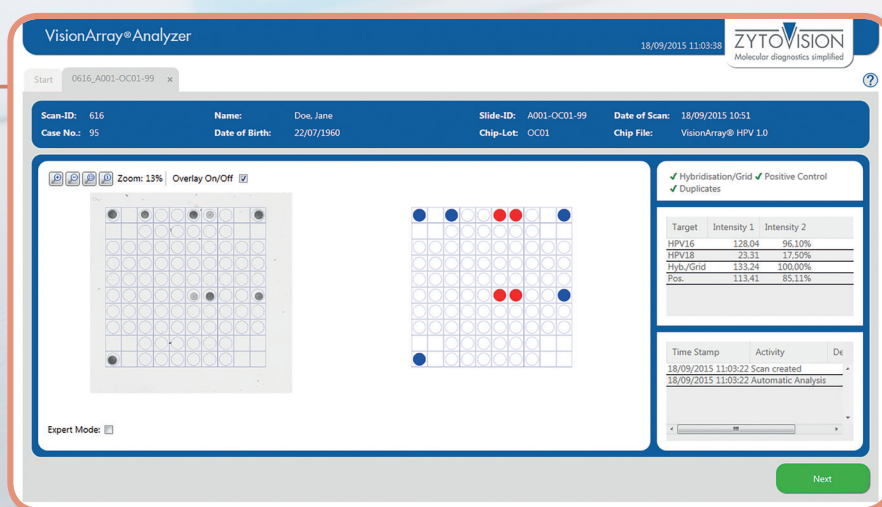 VisionArray®Analyzer
18/09/2015 11:03:38
ZYTOVISION
Molecular diagnostics simplified
Start
0616_A001-OC01-99 ×
?
Scan-ID: 616 Name: Doe, Jane Slide-ID: A001-OC01-99 Date of Scan: 18/09/2015 10:51
Case No.: 95 Date of Birth: 22/07/1960 Chip-Lot: OC01 Chip File: VisionArray® HPV 1.0
Zoom: 13% Overlay On/Off
✓ Hybridisation/Grid ✓ Positive Control
✓ Duplicates
Target Intensity 1 Intensity 2
HPV16 128,04 96,10%
HPV18 23,31 17,50%
Hyb./Grid 133,24 100,00%
Pos. 113,41 85,11%
Time Stamp Activity De
18/09/2015 11:03:22 Scan created
18/09/2015 11:03:22 Automatic Analysis
Expert Mode:
Next